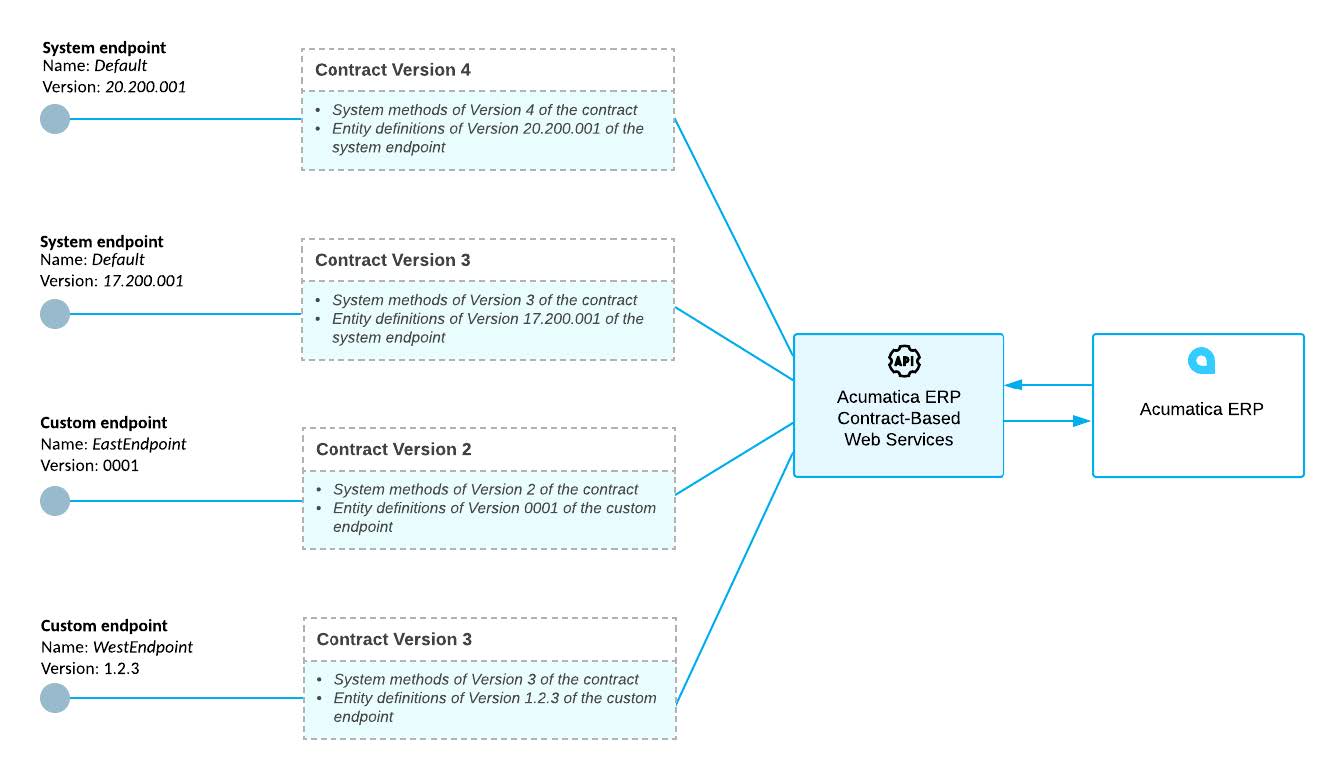 System endpoint
Name: Default
Version: 20.200.001
Contract Version 4
• System methods of Version 4 of the contract
• Entity definitions of Version 20.200.001 of the
system endpoint
System endpoint
Name: Default
Version: 17.200.001
Contract Version 3
• System methods of Version 3 of the contract
• Entity definitions of Version 17.200.001 of the
system endpoint
Custom endpoint
Name: EastEndpoint
Version: 0001
Contract Version 2
• System methods of Version 2 of the contract
• Entity definitions of Version 0001 of the custom
endpoint
Custom endpoint
Name: WestEndpoint
Version: 1.2.3
Contract Version 3
• System methods of Version 3 of the contract
• Entity definitions of Version 1.2.3 of the custom
endpoint
API
Acumatica ERP
Contract-Based
Web Services
Acumatica ERP